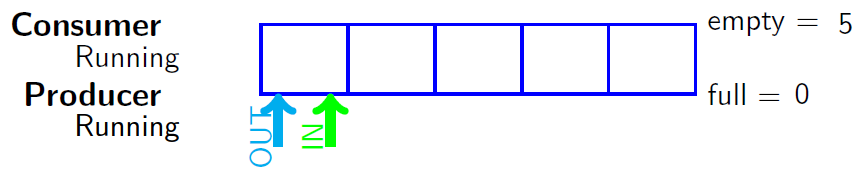 Consumer
Running
Producer
Running
OUT
IN
empty = 5
full = 0